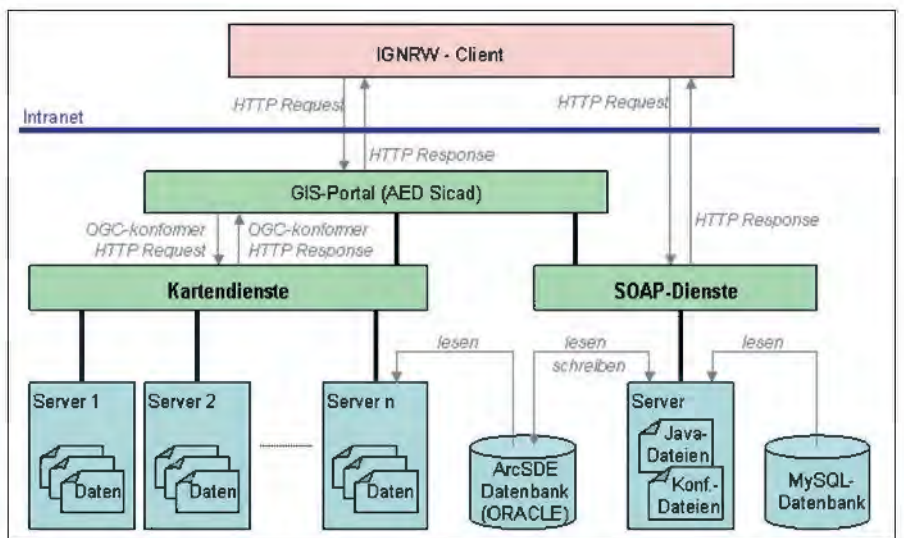 IGNRW - Client
HTTP Request
HTTP Request
Intranet
HTTP Response
GIS-Portal (AED Sicad)
OGC-konformer
HTTP Request
OGC-konformer
HTTP Response
HTTP Response
Kartendienste
SOAP-Dienste
lesen
lesen
schreiben
lesen
Server 1
Server 2
Server n
Server
Daten
Daten
Daten
ArcSDE
Datenbank
(ORACLE)
Java-
Dateien
Konf.-
Dateien
MySQL-
Datenbank